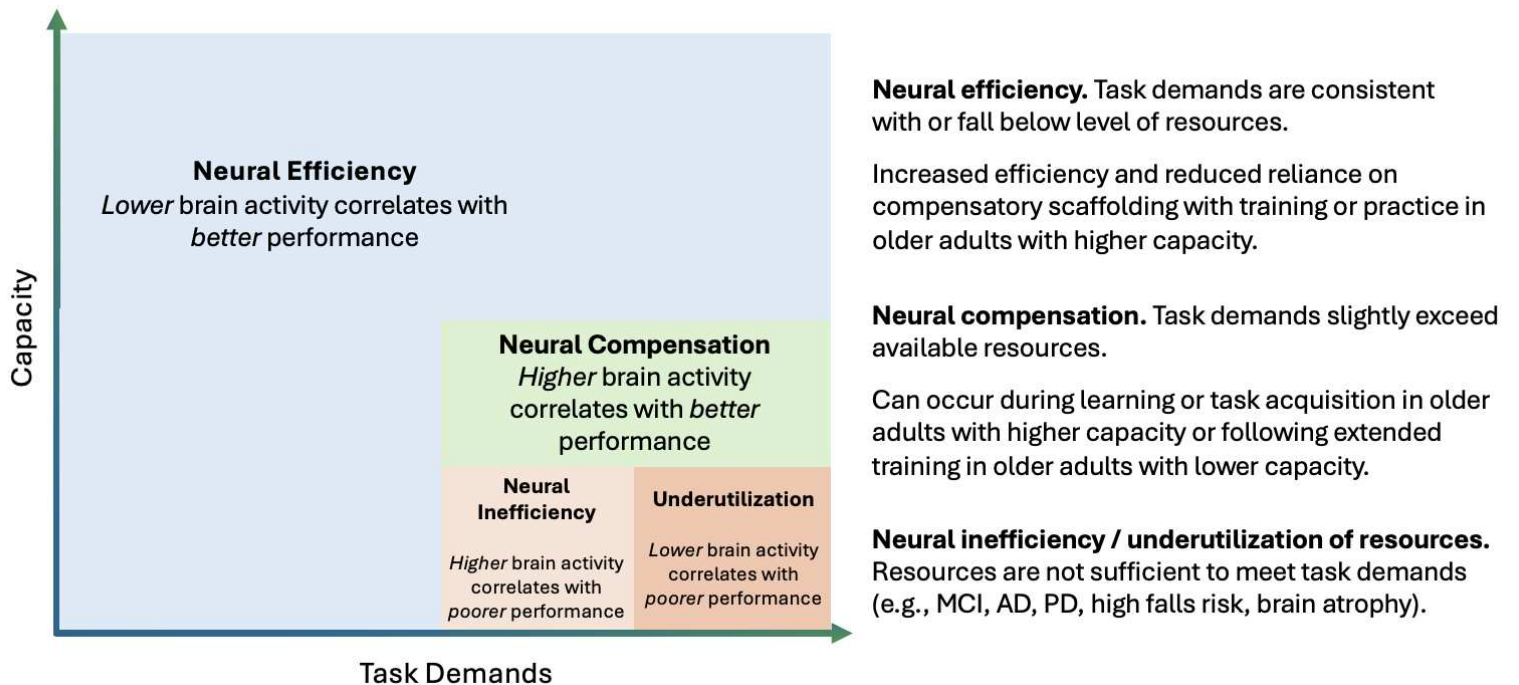 Capacity
Neural Efficiency
Lower brain activity correlates with
better performance
Neural Compensation
Higher brain activity
correlates with better
performance
Neural
Inefficiency
Higher brain activity
correlates with
poorer performance
Underutilization
Lower brain activity
correlates with
poorer performance
Task Demands
Neural efficiency. Task demands are consistent
with or fall below level of resources.
Increased efficiency and reduced reliance on
compensatory scaffolding with training or practice in
older adults with higher capacity.
Neural compensation. Task demands slightly exceed
available resources.
Can occur during learning or task acquisition in older
adults with higher capacity or following extended
training in older adults with lower capacity.
Neural inefficiency / underutilization of resources.
Resources are not sufficient to meet task demands
(e.g., MCI, AD, PD, high falls risk, brain atrophy).